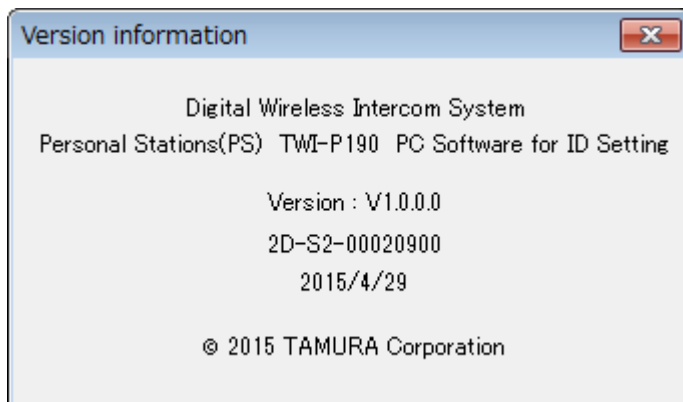 Version information
Digital Wireless Intercom System
Personal Stations(PS) TWI-P190 PC Software for ID Setting
Version : V1.0.0.0
2D-S2-00020900
2015/4/29
© 2015 TAMURA Corporation